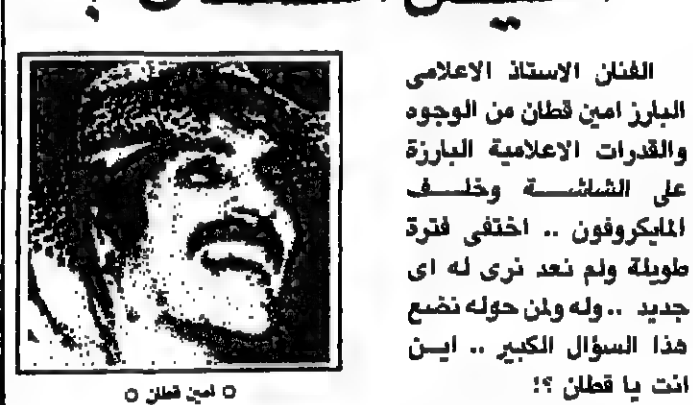 الفنان الاستاذ الاعلامى
البارز امين قطان من الوجوه
والقدرات الاعلامية البارزة
على الشاشة وخلف
المايكروفون .. اختفى فترة
طويلة ولم نعد نرى له اى
جديد .. وله ولمن حوله نضع
هذا السؤال الكبير .. اين
انت يا قطان ؟!
○ امين قطان ○